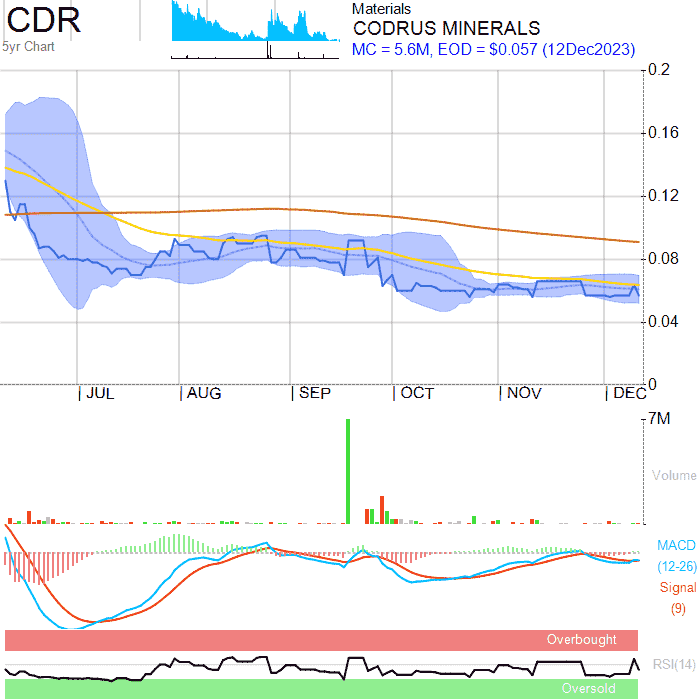 CDR
5yr Chart
Materials
CODRUS MINERALS
MC = 5.6M, EOD = $0.057 (12Dec2023)
0.2
0.16
0.12
0.08
0.04
0
JUL
AUG
SEP
OCT
NOV
DEC
7M
Volume
MACD
(12-26)
Signal
(9)
Overbought
RSI(14)
Oversold